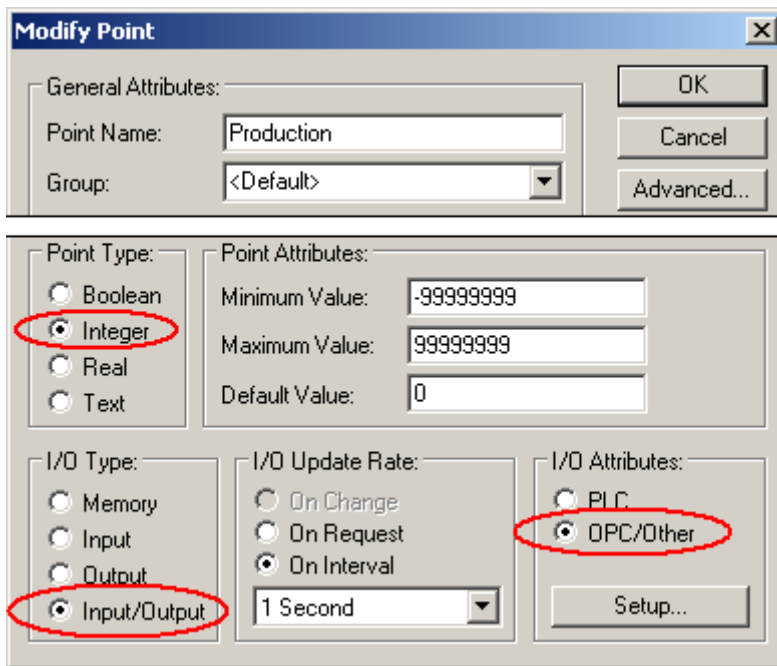 Modify Point
General Attributes:
OK
Point Name: Production
Cancel
Group: <Default>
Advanced...
Point Type:
Boolean
Integer
Real
Text
Point Attributes:
Minimum Value: -99999999
Maximum Value: 99999999
Default Value: 0
I/O Type:
Memory
Input
Output
Input/Output
I/O Update Rate:
On Change
On Request
On Interval
1 Second
I/O Attributes:
PLC
OPC/Other
Setup...